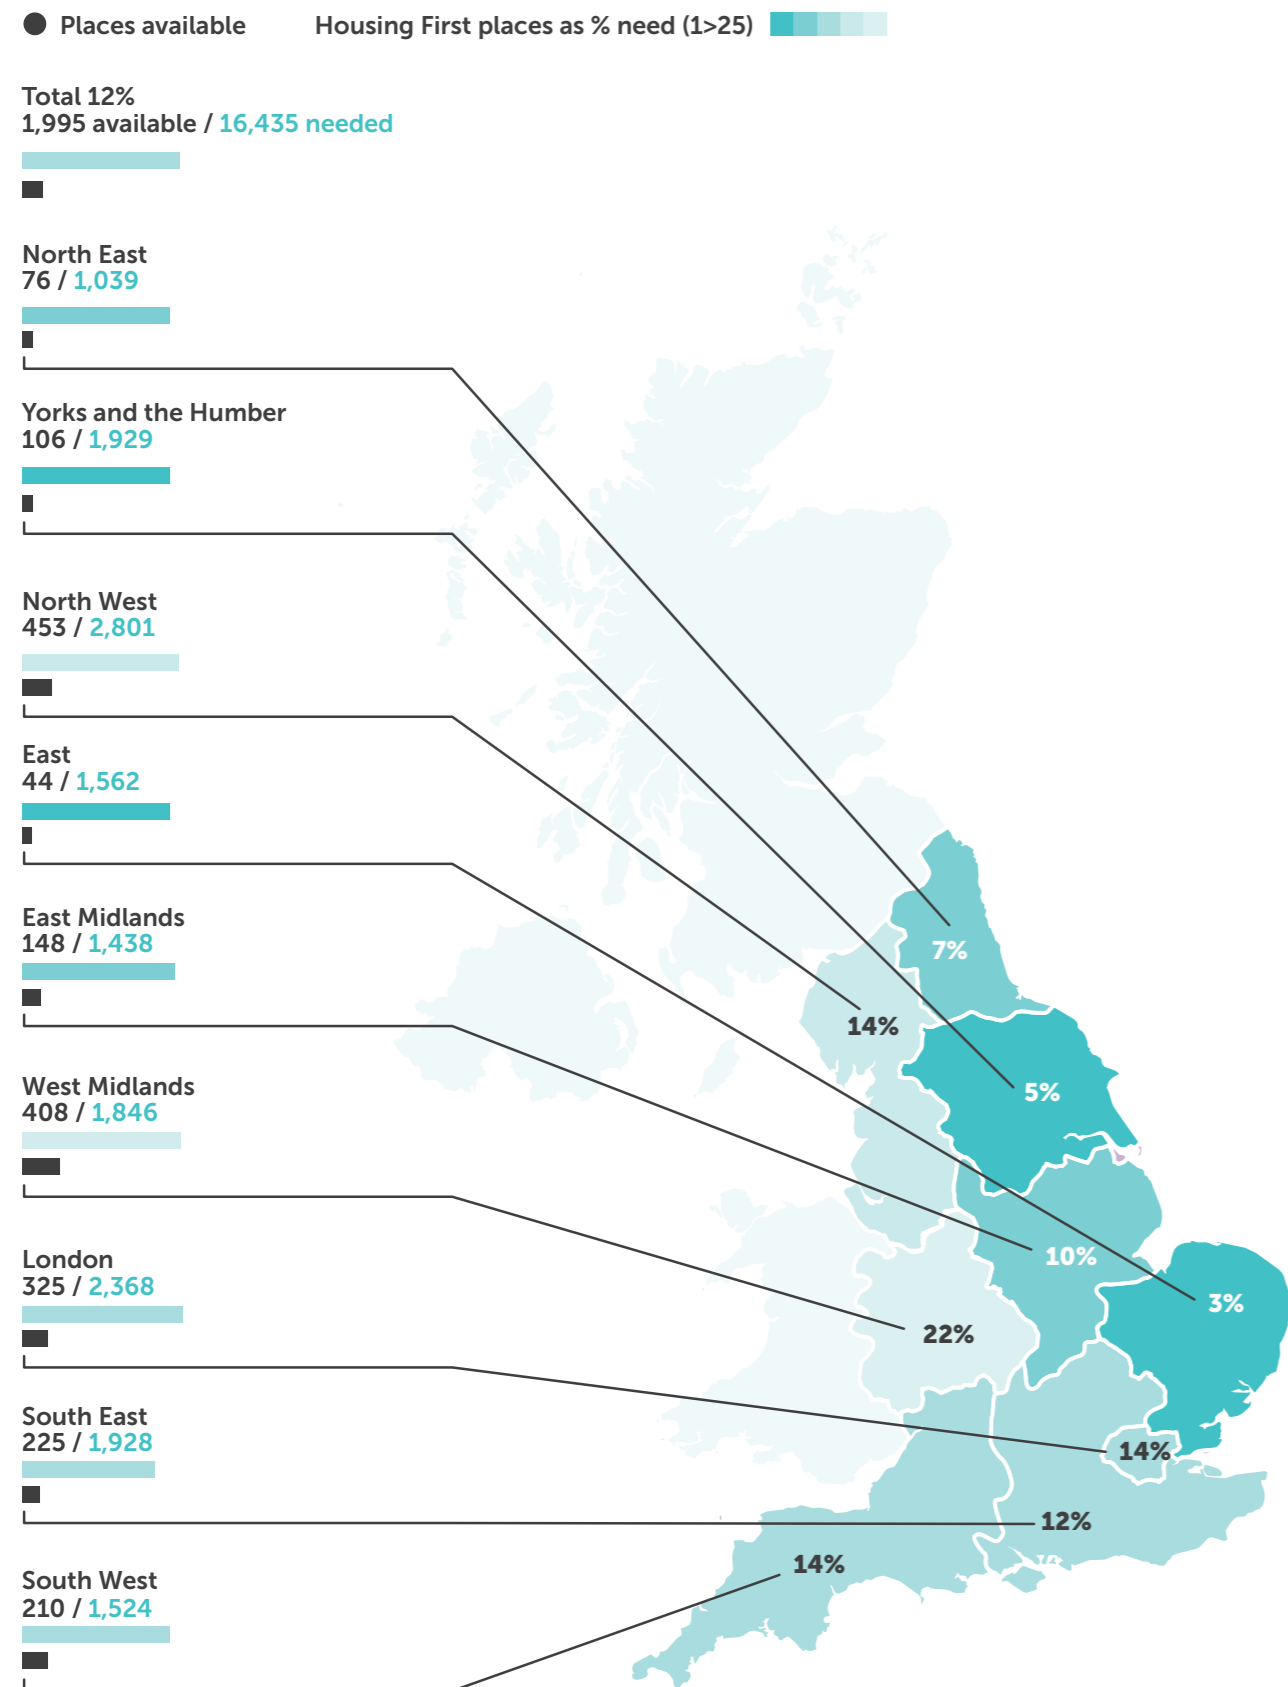 Places available
Housing First places as % need (1>25)
Total 12%
1,995 available / 16,435 needed
North East
76 / 1,039
Yorks and the Humber
106 / 1,929
North West
453 / 2,801
East
44 / 1,562
East Midlands
148 / 1,438
West Midlands
408 / 1,846
London
325 / 2,368
South East
225 / 1,928
South West
210 / 1,524
7%
14%
5%
10%
3%
22%
14%
12%
14%